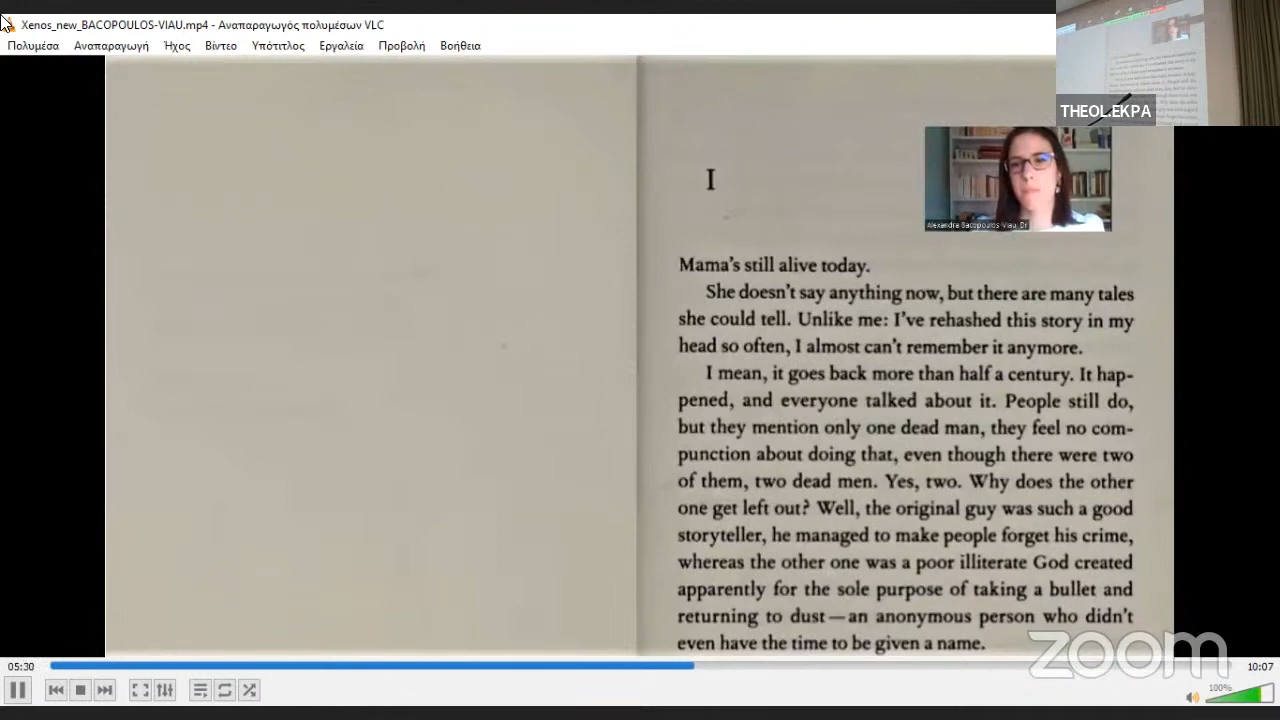 Xenos_new_BACOPOULOS-VIAU.mp4 - Αναπαραγωγός πολυμέσων VLC
Πολυμέσα Αναπαραγωγή Ήχος Βίντεο Υπότιτλος Εργαλεία Προβολή Βοήθεια
THEOL.EKPA
Alexandra Bacopoulos-Viau, Dr
I
Mama's still alive today.
She doesn't say anything now, but there are many tales
she could tell. Unlike me: I've rehashed this story in my
head so often, I almost can't remember it anymore.
I mean, it goes back more than half a century. It hap-
pened, and everyone talked about it. People still do,
but they mention only one dead man, they feel no com-
punction about doing that, even though there were two
of them, two dead men. Yes, two. Why does the other
one get left out? Well, the original guy was such a good
storyteller, he managed to make people forget his crime,
whereas the other one was a poor illiterate God created
apparently for the sole purpose of taking a bullet and
returning to dust—an anonymous person who didn't
even have the time to be given a name.
zoom
05:30
10:07
100%